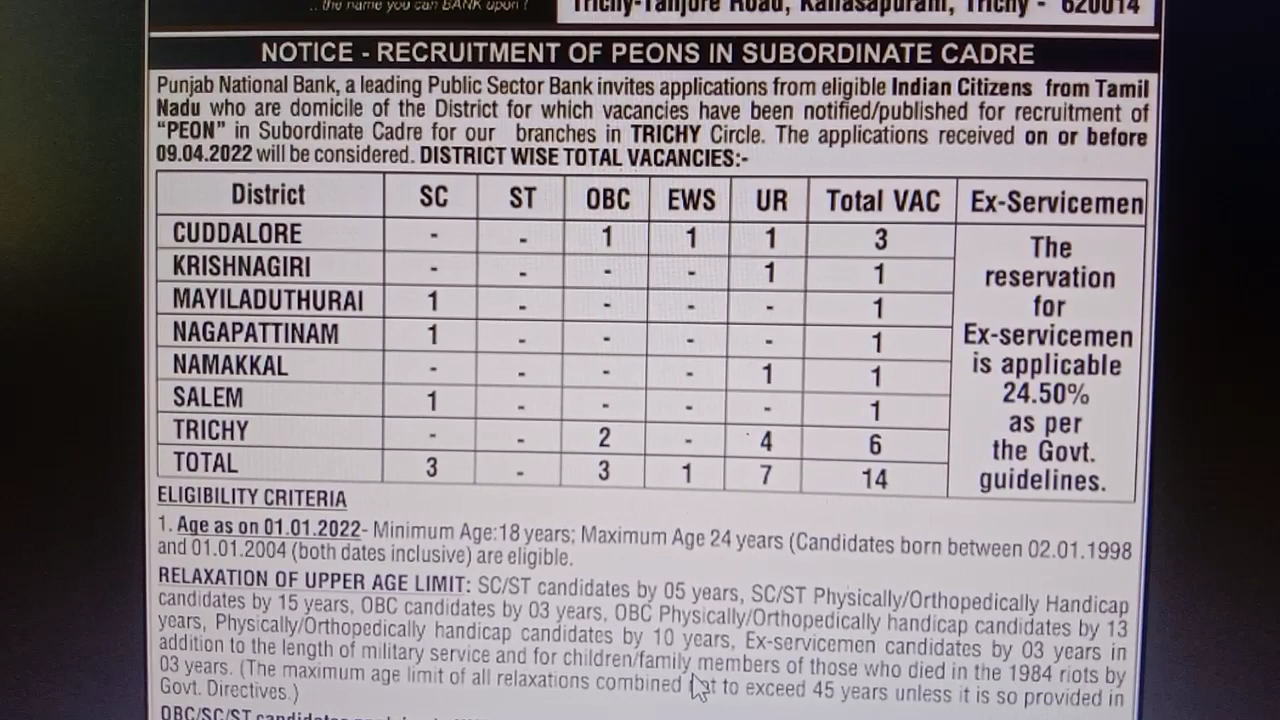 .. the name you can BANK upon !
Trichy-Tanjore Road, Kailasapuram, Trichy - 620014
NOTICE - RECRUITMENT OF PEONS IN SUBORDINATE CADRE
Punjab National Bank, a leading Public Sector Bank invites applications from eligible Indian Citizens from Tamil
Nadu who are domicile of the District for which vacancies have been notified/published for recruitment of
“PEON” in Subordinate Cadre for our branches in TRICHY Circle. The applications received on or before
09.04.2022 will be considered. DISTRICT WISE TOTAL VACANCIES:-
District SC ST OBC EWS UR Total VAC Ex-Servicemen
CUDDALORE - - 1 1 1 3
KRISHNAGIRI - - - - 1 1
MAYILADUTHURAI 1 - - - - 1
NAGAPATTINAM 1 - - - - 1
NAMAKKAL - - - - 1 1
SALEM 1 - - - - 1
TRICHY - - 2 - 4 6
TOTAL 3 - 3 1 7 14
The
reservation
for
Ex-servicemen
is applicable
24.50%
as per
the Govt.
guidelines.
ELIGIBILITY CRITERIA
1. Age as on 01.01.2022- Minimum Age:18 years; Maximum Age 24 years (Candidates born between 02.01.1998
and 01.01.2004 (both dates inclusive) are eligible.
RELAXATION OF UPPER AGE LIMIT: SC/ST candidates by 05 years, SC/ST Physically/Orthopedically Handicap
candidates by 15 years, OBC candidates by 03 years, OBC Physically/Orthopedically handicap candidates by 13
years, Physically/Orthopedically handicap candidates by 10 years, Ex-servicemen candidates by 03 years in
addition to the length of military service and for children/family members of those who died in the 1984 riots by
03 years. (The maximum age limit of all relaxations combined not to exceed 45 years unless it is so provided in
Govt. Directives.)
OBC/SC/ST candidates